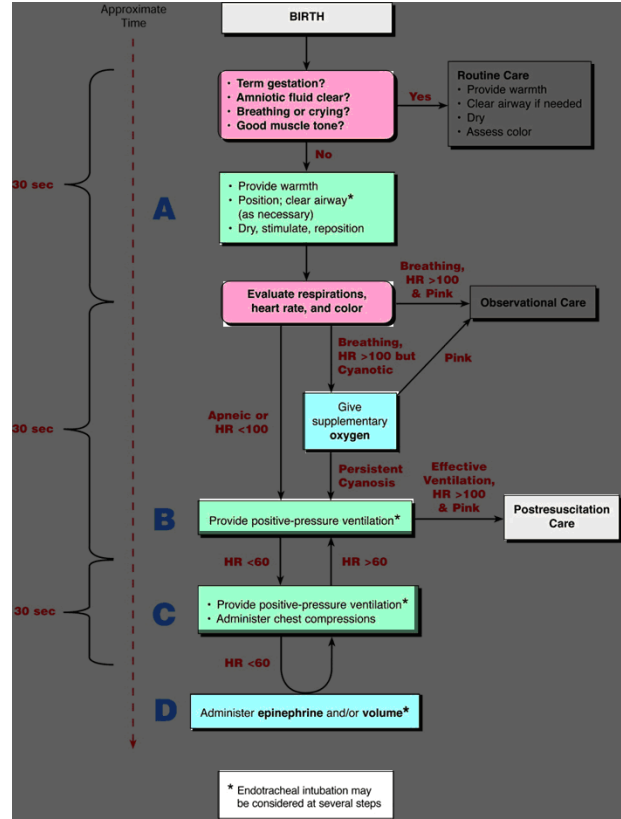 Approximate
Time
BIRTH
• Term gestation?
• Amniotic fluid clear?
• Breathing or crying?
• Good muscle tone?
Yes
Routine Care
• Provide warmth
• Clear airway if needed
• Dry
• Assess color
No
30 sec
A
• Provide warmth
• Position; clear airway*
(as necessary)
• Dry, stimulate, reposition
Evaluate respirations,
heart rate, and color
Breathing,
HR >100
& Pink
Observational Care
Breathing,
HR >100 but
Cyanotic
Pink
30 sec
Apneic or
HR <100
Give
supplementary
oxygen
Persistent
Cyanosis
B
Provide positive-pressure ventilation*
Effective
Ventilation,
HR >100
& Pink
Postresuscitation
Care
HR <60
HR >60
30 sec
C
• Provide positive-pressure ventilation*
• Administer chest compressions
HR <60
D
Administer epinephrine and/or volume*
* Endotracheal intubation may
be considered at several steps